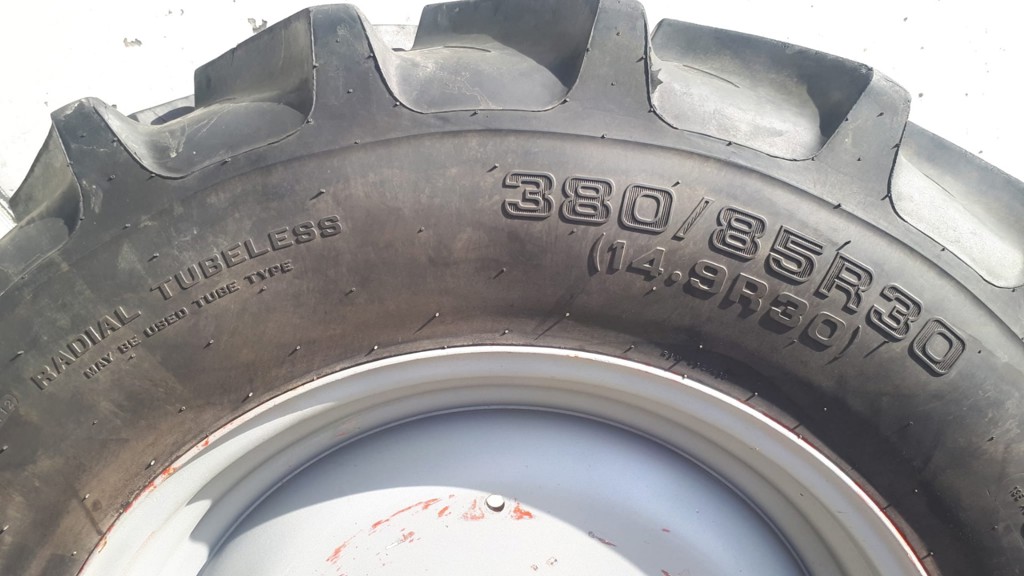 RADIAL TUBELESS
MAY BE USED TUBE TYPE
380/85R30
(14.9R30)